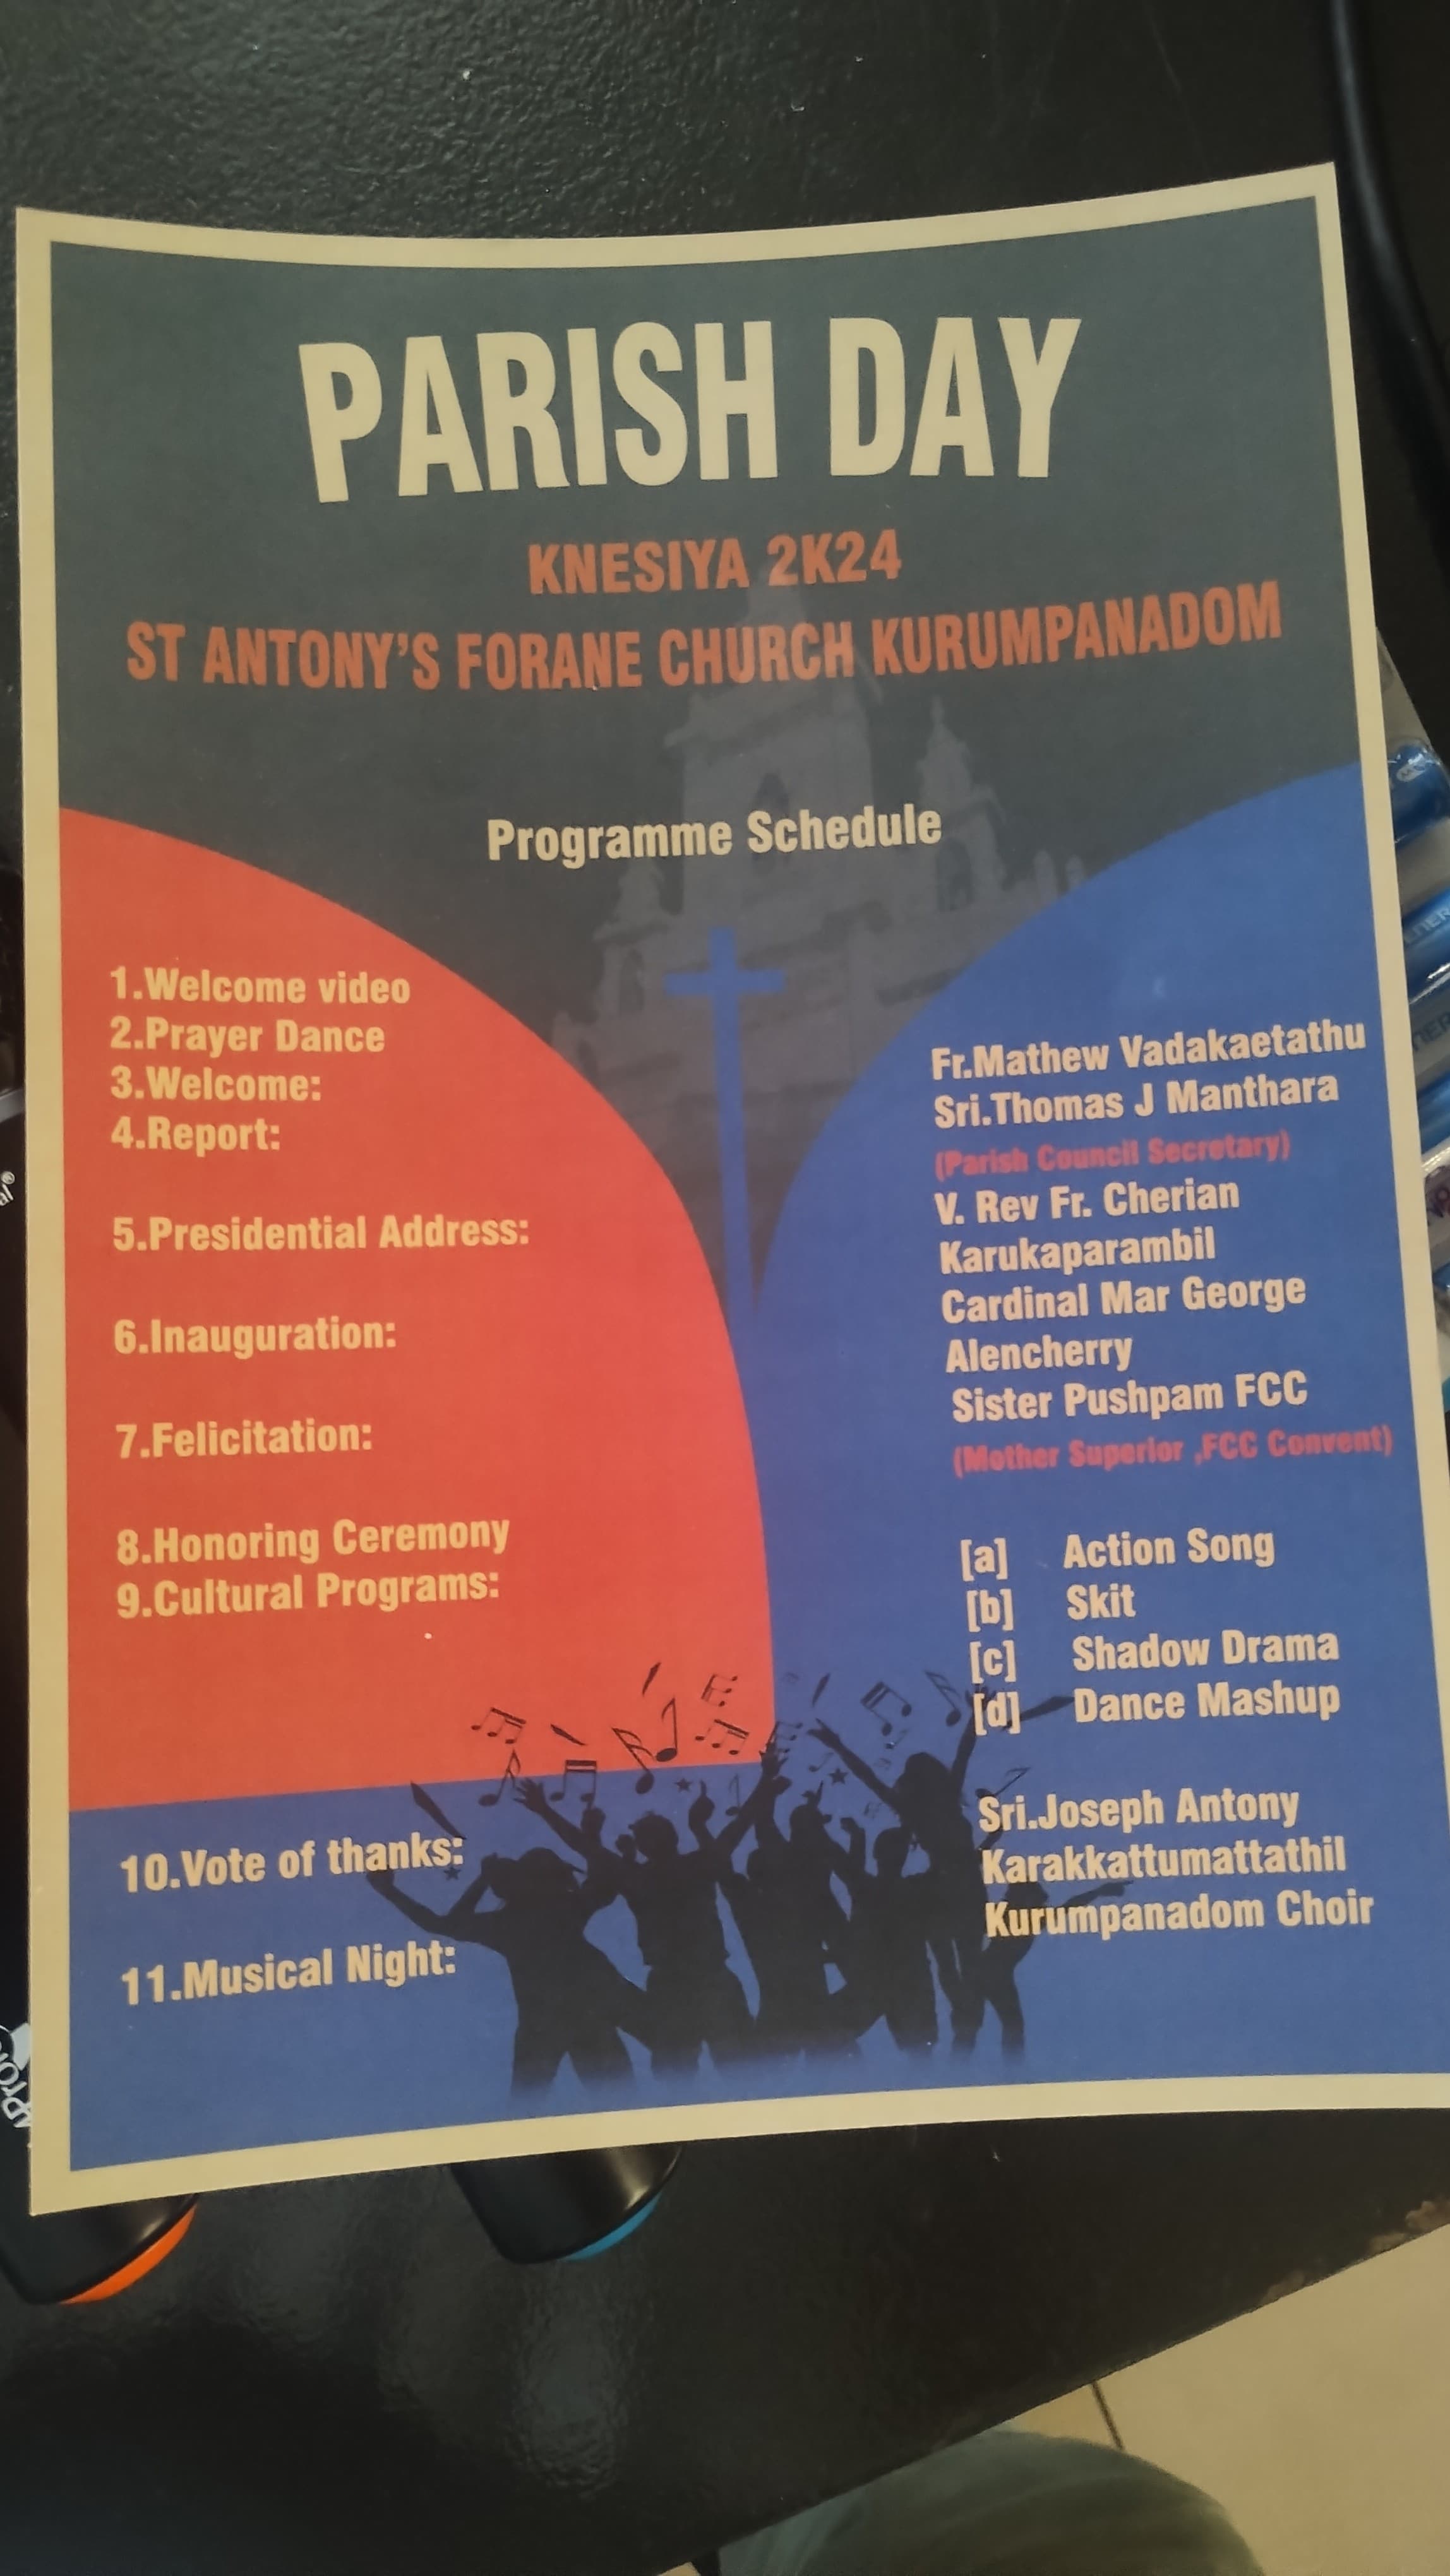 PARISH DAY
KNESIYA 2K24
ST ANTONY'S FORANE CHURCH KURUMPANADOM
Programme Schedule
1.Welcome video
2.Prayer Dance
3.Welcome:
4.Report:
5.Presidential Address:
6.Inauguration:
7.Felicitation:
8.Honoring Ceremony
9.Cultural Programs:
10.Vote of thanks:
11.Musical Night:
Fr.Mathew Vadakaetathu
Sri.Thomas J Manthara
(Parish Council Secretary)
V. Rev Fr. Cherian
Karukaparambil
Cardinal Mar George
Alencherry
Sister Pushpam FCC
(Mother Superior ,FCC Convent)
[a] Action Song
[b] Skit
[c] Shadow Drama
[d] Dance Mashup
Sri.Joseph Antony
Karakkattumattathil
Kurumpanadom Choir